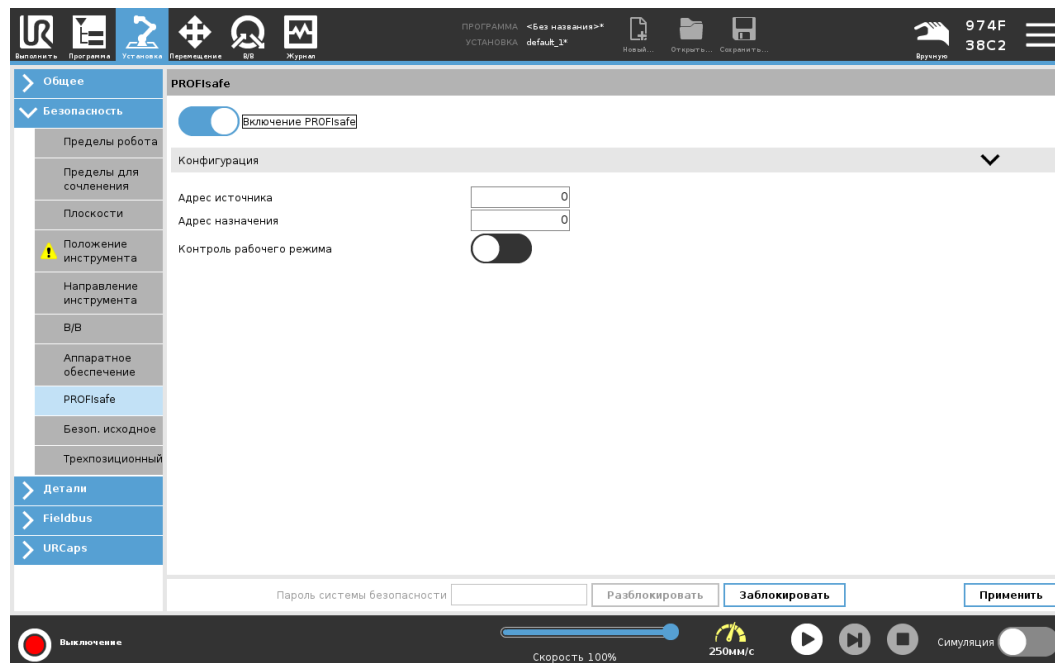 UR
ПРОГРАММА <Без названия>*
УСТАНОВКА default_1*
974F
38C2
Выполнить Программа Установка Перемещение В/В Журнал
Новый... Открыть... Сохранить...
Вручную
Общее
Безопасность
Пределы робота
Пределы для
сочленения
Плоскости
Положение
инструмента
Направление
инструмента
В/В
Аппаратное
обеспечение
PROFIsafe
Безоп. исходное
Трехпозиционный
Детали
Fieldbus
URCaps
PROFIsafe
Включение PROFIsafe
Конфигурация
Адрес источника 0
Адрес назначения 0
Контроль рабочего режима
Пароль системы безопасности Разблокировать Заблокировать Применить
Выключение
Скорость 100%
250мм/с
Симуляция